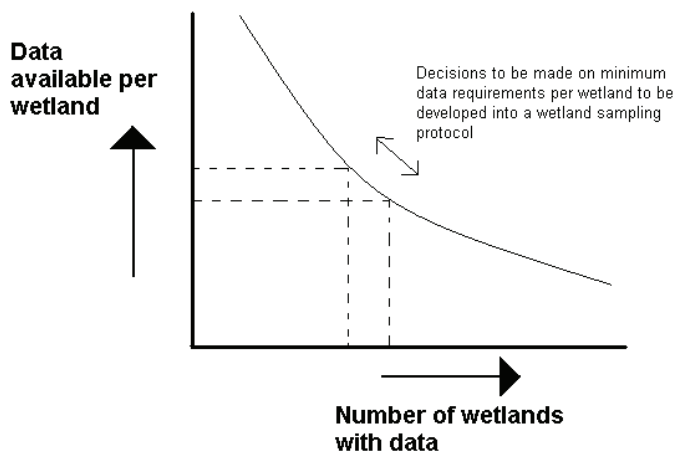 Data
available per
wetland
Decisions to be made on minimum
data requirements per wetland to be
developed into a wetland sampling
protocol
Number of wetlands
with data